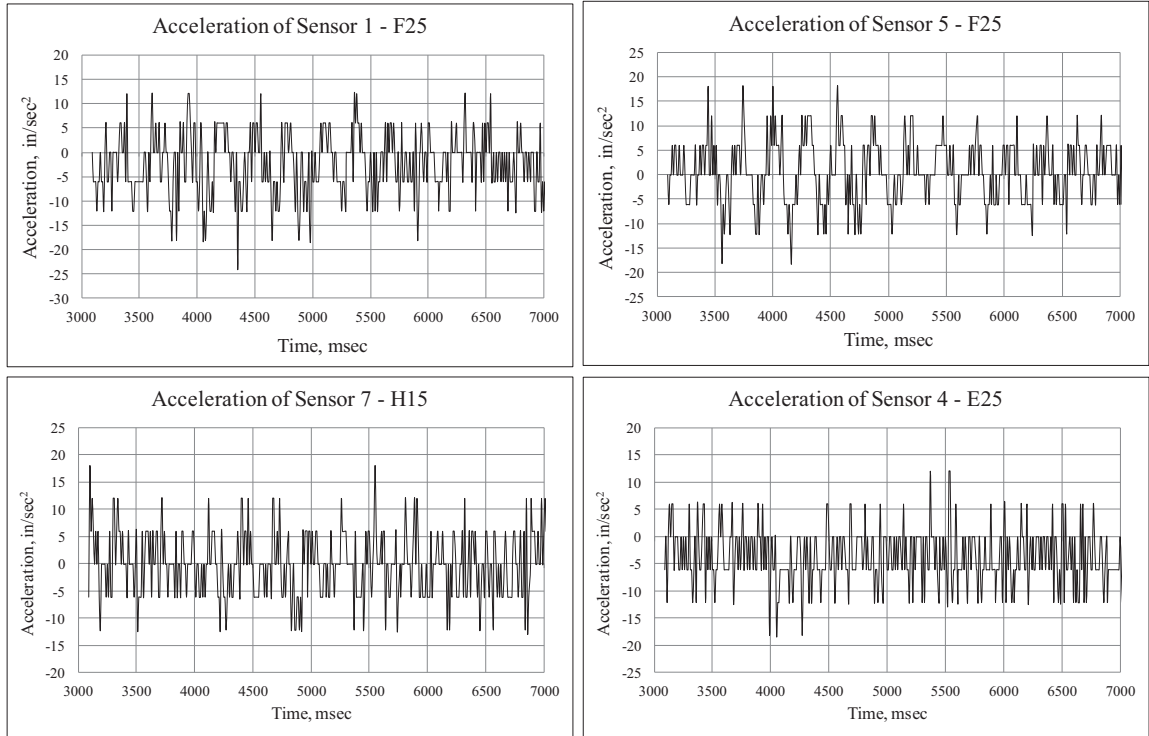 Acceleration of Sensor 1 - F25
Acceleration, in/sec²
20
15
10
5
0
-5
-10
-15
-20
-25
-30
3000 3500 4000 4500 5000 5500 6000 6500 7000
Time, msec
Acceleration of Sensor 5 - F25
Acceleration, in/sec²
25
20
15
10
5
0
-5
-10
-15
-20
-25
3000 3500 4000 4500 5000 5500 6000 6500 7000
Time, msec
Acceleration of Sensor 7 - H15
Acceleration, in/sec²
25
20
15
10
5
0
-5
-10
-15
-20
3000 3500 4000 4500 5000 5500 6000 6500 7000
Time, msec
Acceleration of Sensor 4 - E25
Acceleration, in/sec²
20
15
10
5
0
-5
-10
-15
-20
-25
3000 3500 4000 4500 5000 5500 6000 6500 7000
Time, msec